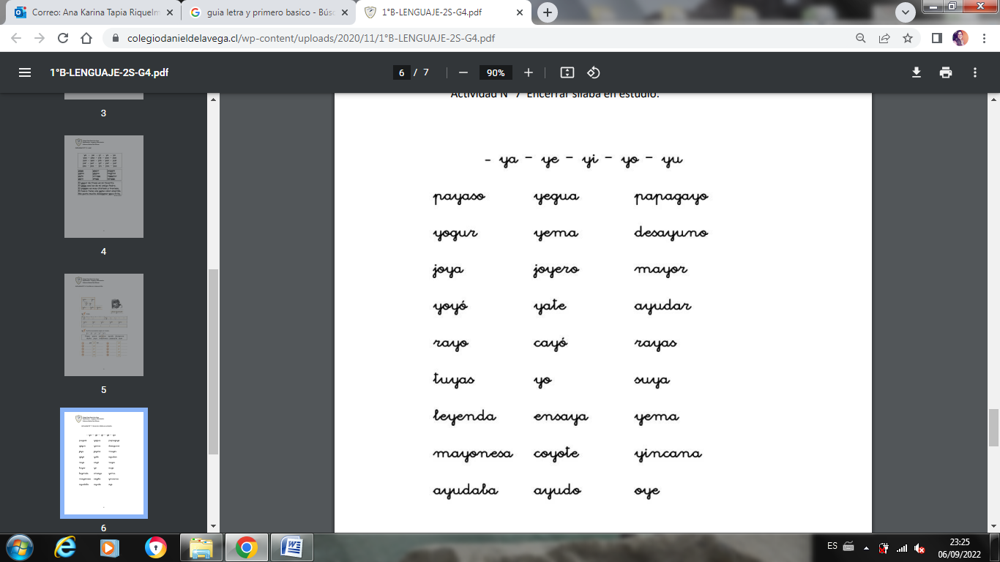 Correo: Ana Karina Tapia Riquelm
guia letra y primero basico - Búsc
1°B-LENGUAJE-2S-G4.pdf
colegiodanieldelavega.cl/wp-content/uploads/2020/11/1°B-LENGUAJE-2S-G4.pdf
1°B-LENGUAJE-2S-G4.pdf
6 / 7
90%
3
4
5
6
Actividad N° 7 Encerrar sílaba en estudio.
- ya - ye - yi - yo - yu
payaso yegua papagayo
yogur yema desayuno
joya joyero mayor
yoyó yate ayudar
rayo cayó rayas
tuyas yo suya
leyenda ensaya yema
mayonesa coyote yincana
ayudaba ayudo oye
ES
23:25
06/09/2022